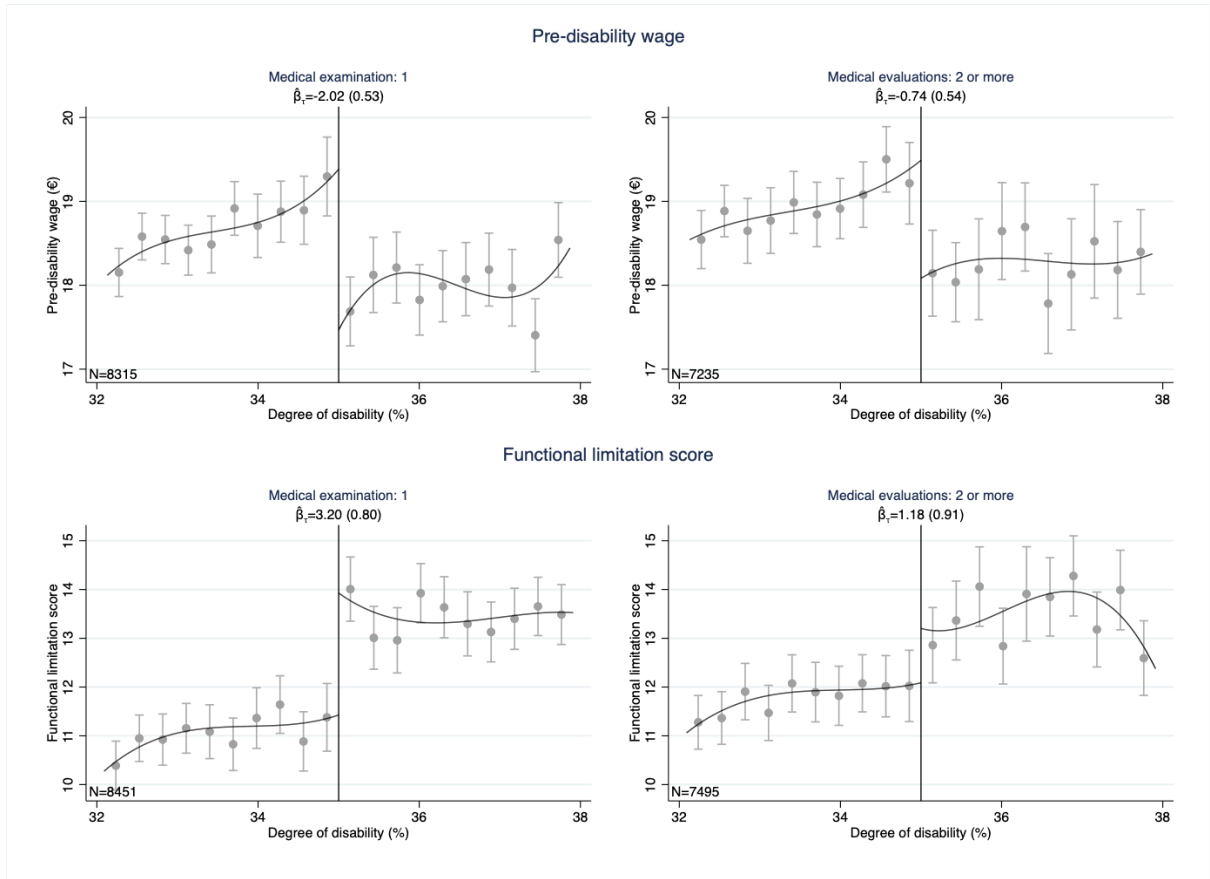 Pre-disability wage
Medical examination: 1
β̂τ=-2.02 (0.53)
Pre-disability wage (€)
20
19
18
17
N=8315
32 34 36 38
Degree of disability (%)
Medical evaluations: 2 or more
β̂τ=-0.74 (0.54)
Pre-disability wage (€)
20
19
18
17
N=7235
32 34 36 38
Degree of disability (%)
Functional limitation score
Medical examination: 1
β̂τ=3.20 (0.80)
Functional limitation score
15
14
13
12
11
10
N=8451
32 34 36 38
Degree of disability (%)
Medical evaluations: 2 or more
β̂τ=1.18 (0.91)
Functional limitation score
15
14
13
12
11
10
N=7495
32 34 36 38
Degree of disability (%)